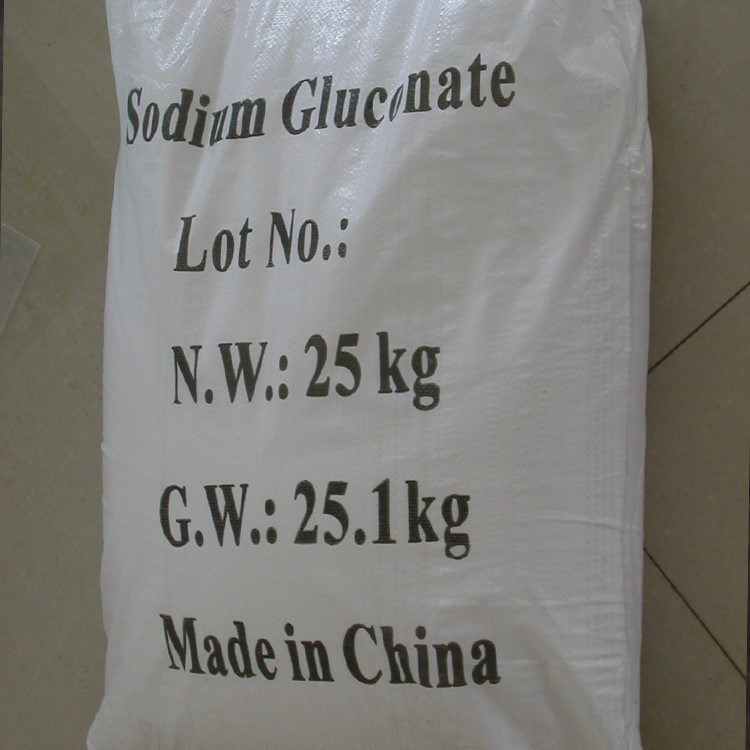 Sodium Gluconate
Lot No.:
N.W.: 25 kg
G.W.: 25.1kg
Made in China